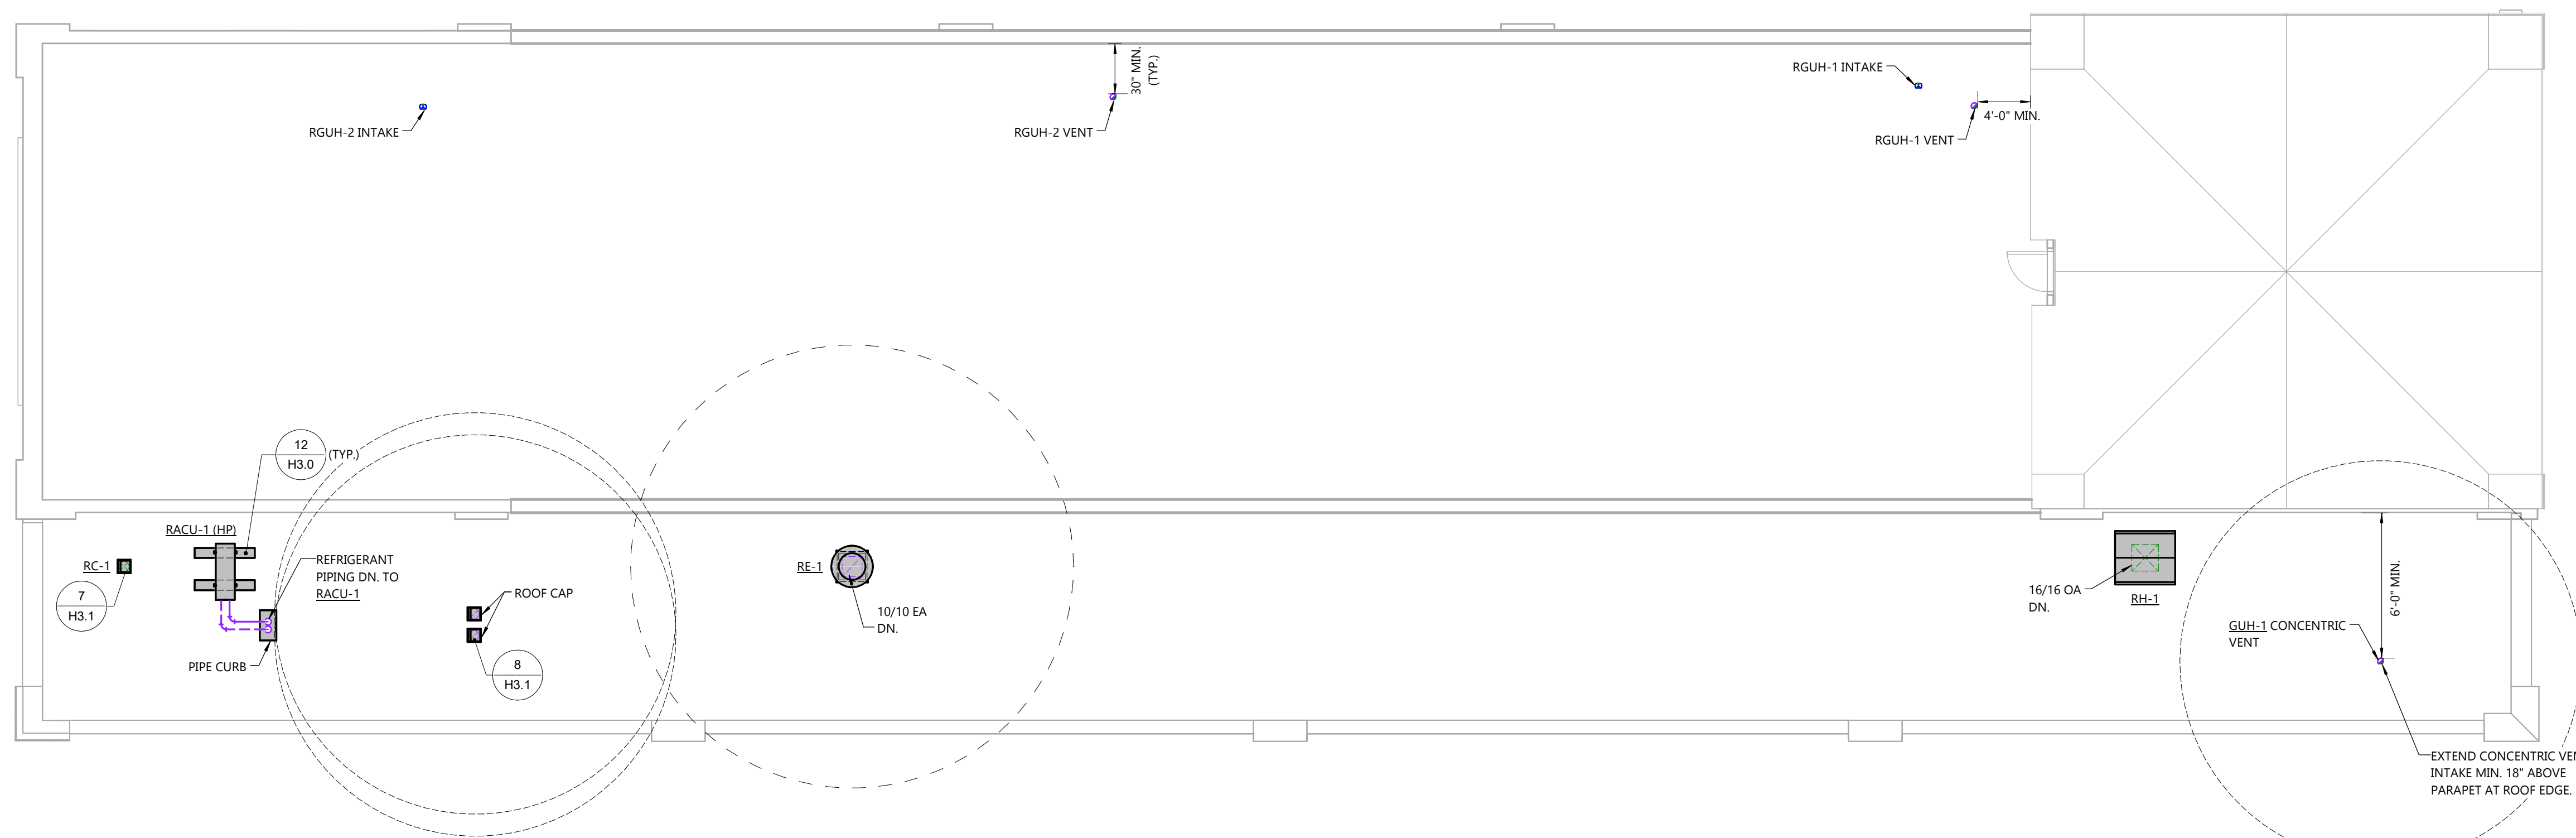 30" MIN.
(TYP.)
RGUH-1 INTAKE
4'-0" MIN.
RGUH-2 INTAKE
RGUH-2 VENT
RGUH-1 VENT
12
H3.0
(TYP.)
RACU-1 (HP)
RC-1
7
H3.1
REFRIGERANT
PIPING DN. TO
RACU-1
PIPE CURB
ROOF CAP
8
H3.1
RE-1
10/10 EA
DN.
16/16 OA
DN.
RH-1
6'-0" MIN.
GUH-1 CONCENTRIC
VENT
EXTEND CONCENTRIC
INTAKE MIN. 18" ABOVE
PARAPET AT ROOF EDGE.